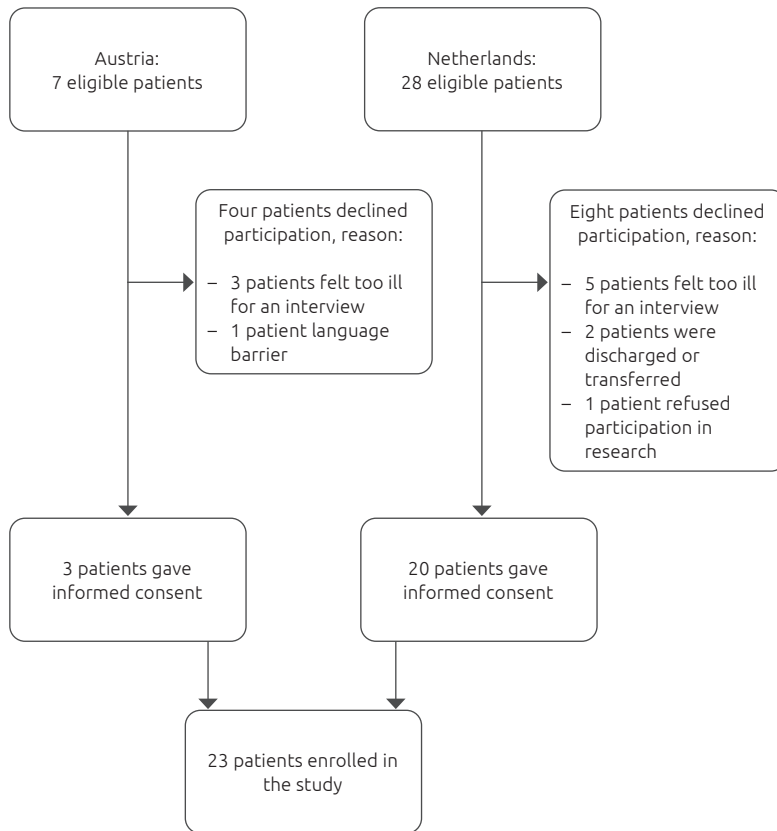 Austria:
7 eligible patients
Netherlands:
28 eligible patients
Four patients declined
participation, reason:
– 3 patients felt too ill
for an interview
– 1 patient language
barrier
Eight patients declined
participation, reason:
– 5 patients felt too ill
for an interview
– 2 patients were
discharged or
transferred
– 1 patient refused
participation in
research
3 patients gave
informed consent
20 patients gave
informed consent
23 patients enrolled in
the study